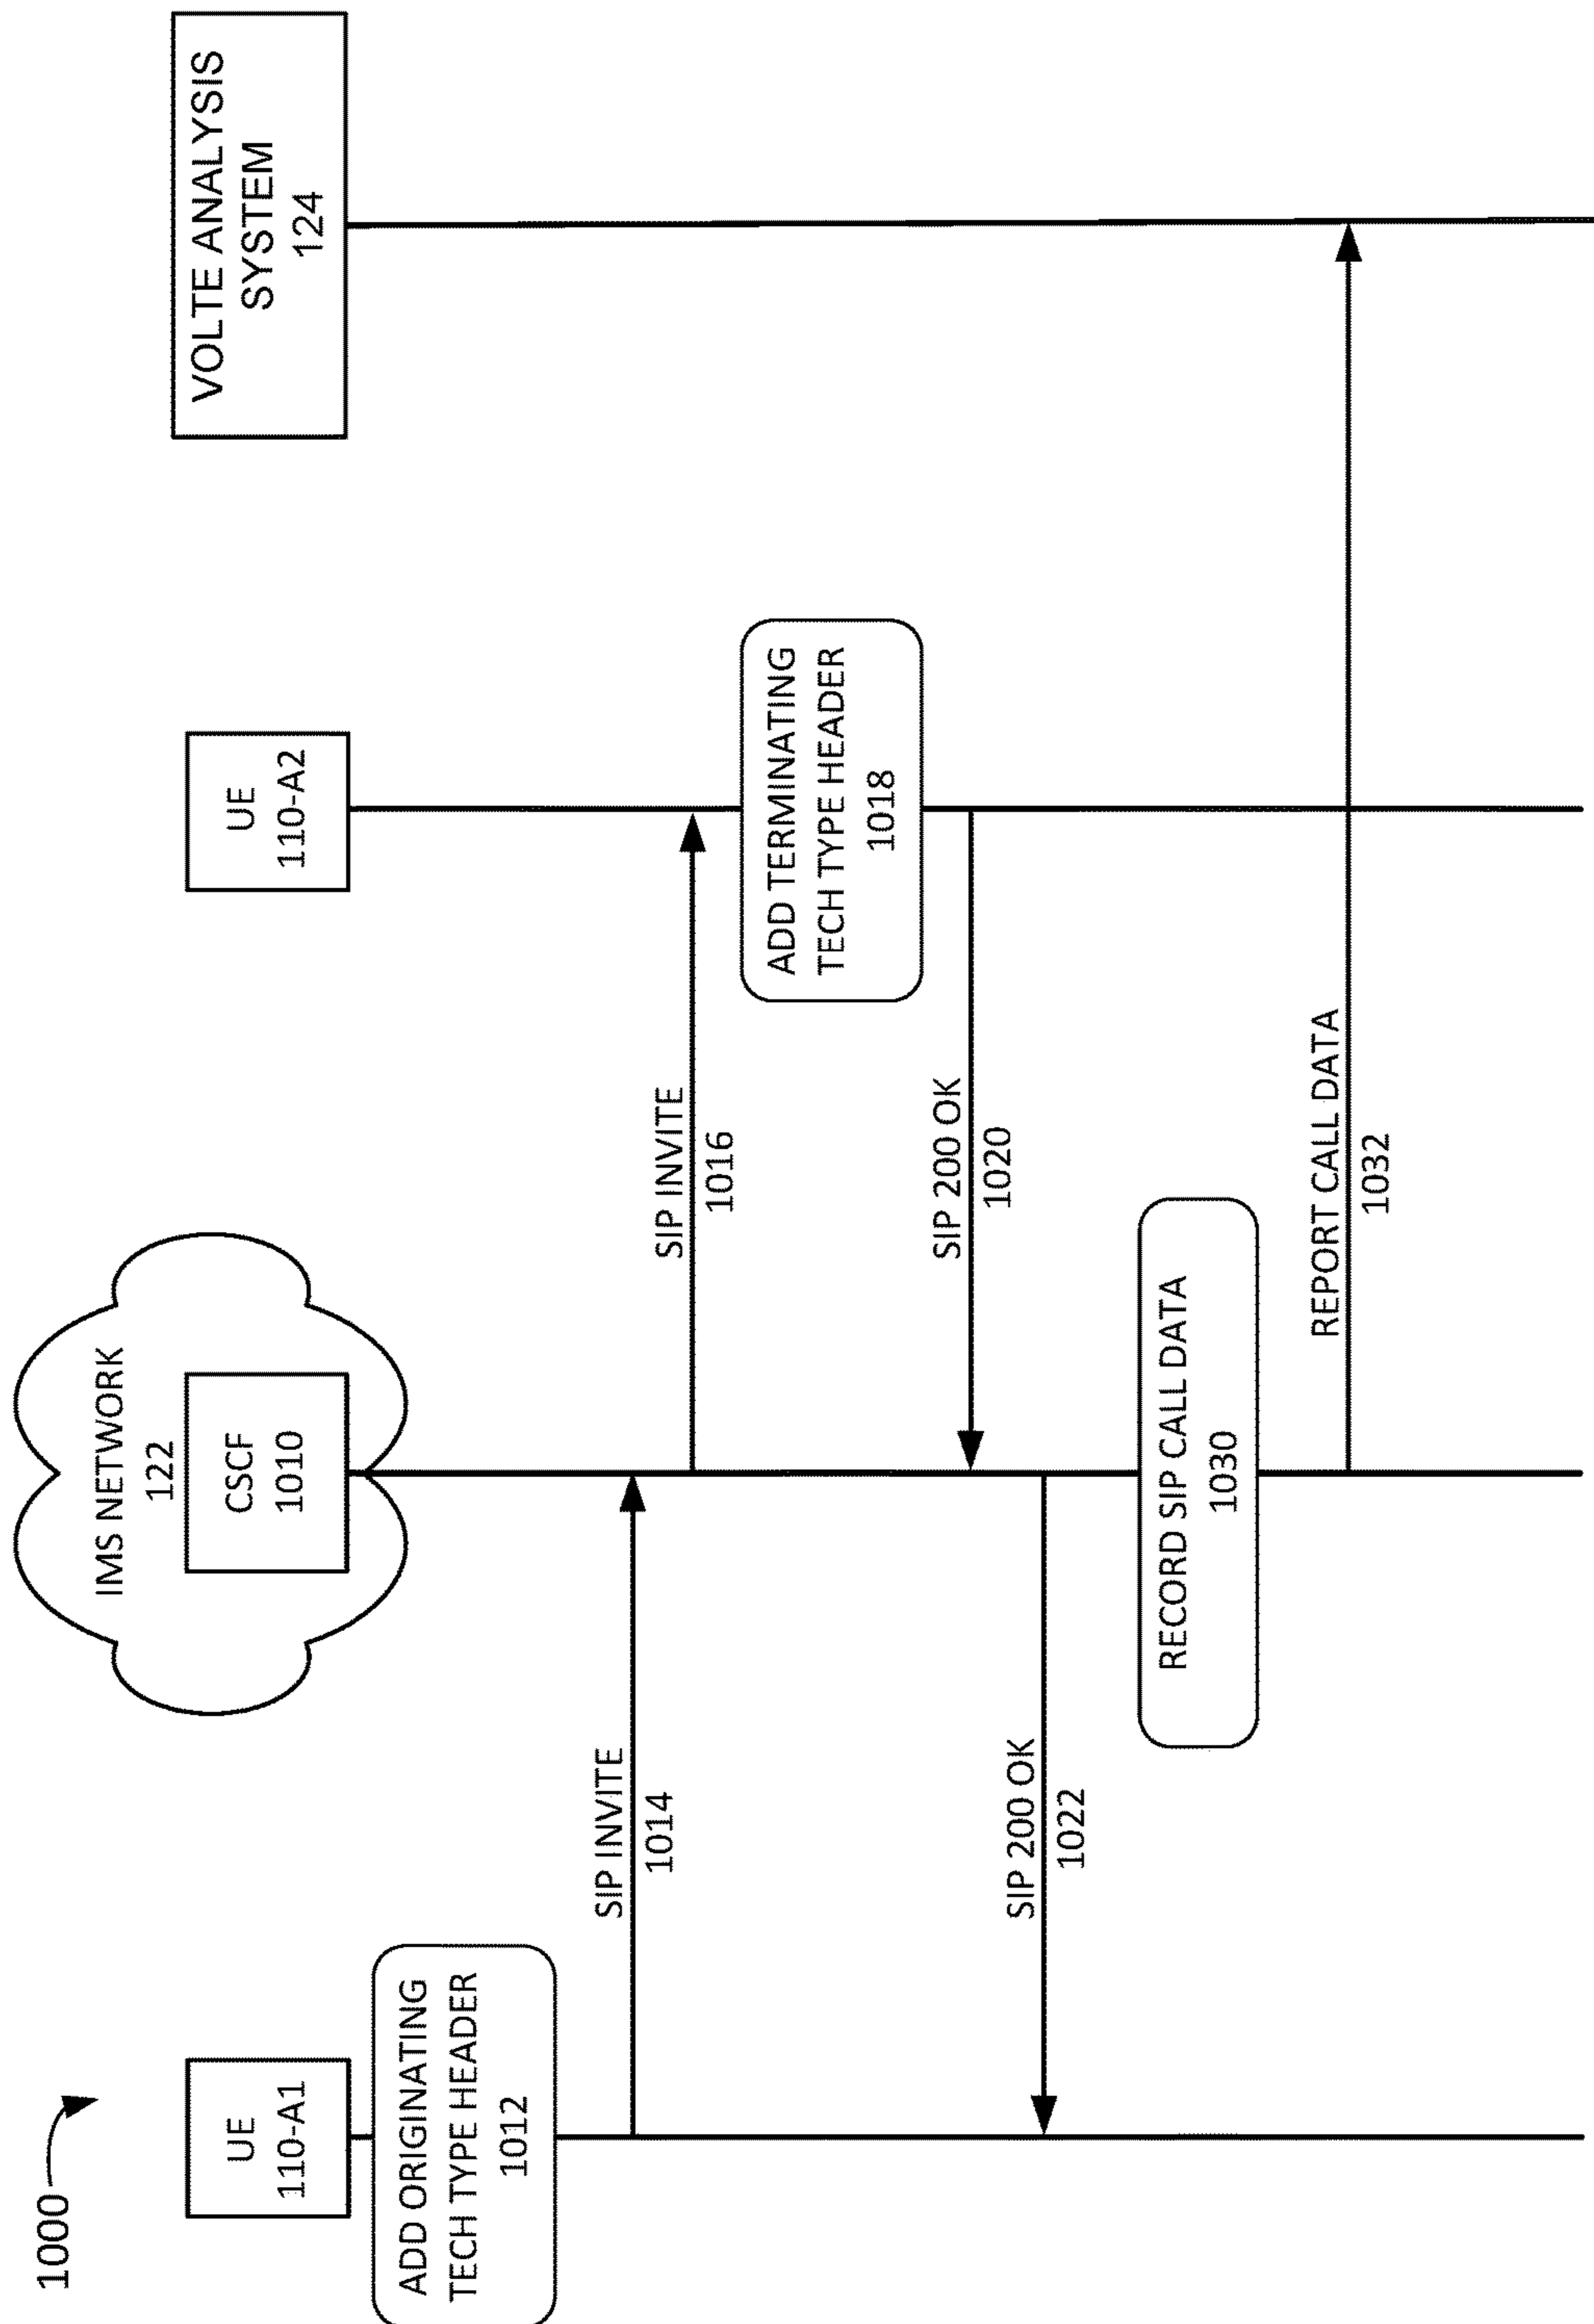 1000
UE
110-A1
IMS NETWORK
122
CSCF
1010
UE
110-A2
VOLTE ANALYSIS
SYSTEM
124
ADD ORIGINATING
TECH TYPE HEADER
1012
SIP INVITE
1014
SIP INVITE
1016
ADD TERMINATING
TECH TYPE HEADER
1018
SIP 200 OK
1020
SIP 200 OK
1022
RECORD SIP CALL DATA
1030
REPORT CALL DATA
1032